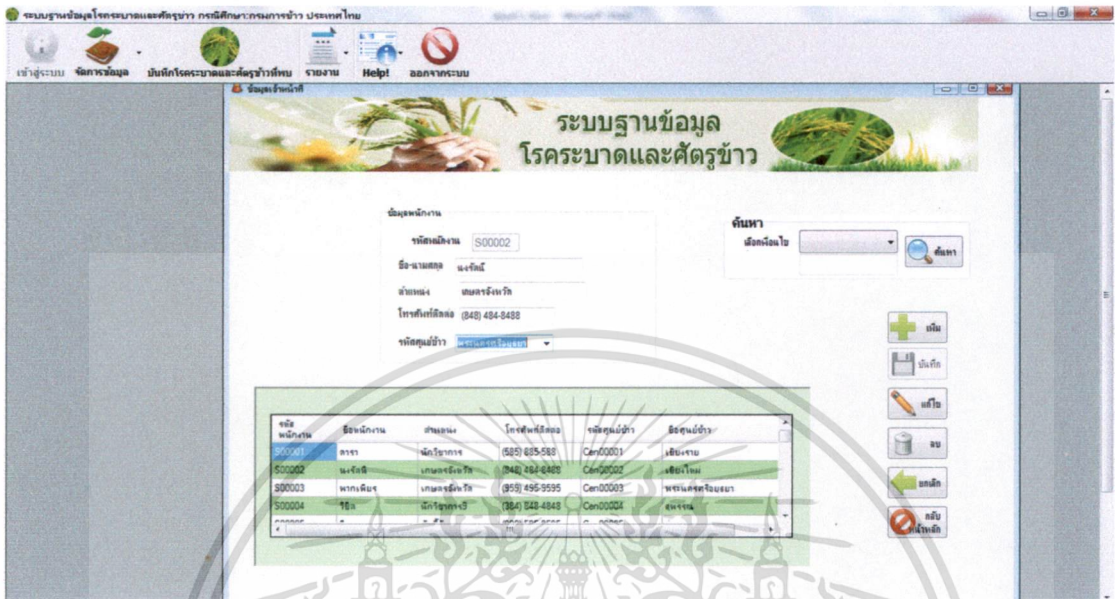 ระบบฐานข้อมูลโรคระบาดและศัตรูข้าว กรณีศึกษา:กรมการข้าว ประเทศไทย
เข้าสู่ระบบ จัดการข้อมูล บันทึกโรคระบาดและศัตรูข้าวที่พบ รายงาน Help! ออกจากระบบ
ข้อมูลเจ้าหน้าที่
ระบบฐานข้อมูล
โรคระบาดและศัตรูข้าว
ข้อมูลพนักงาน
รหัสพนักงาน S00002
ชื่อ-นามสกุล นงรัตน์
ตำแหน่ง เกษตรจังหวัด
โทรศัพท์ติดต่อ (848) 484-8488
รหัสศูนย์ข้าว พระนครศรีอยุธยา
ค้นหา
เลือกเงื่อนไข
ค้นหา
เพิ่ม
บันทึก
แก้ไข
ลบ
ยกเลิก
กลับ
หน้าหลัก
รหัสพนักงาน ชื่อพนักงาน ตำแหน่ง โทรศัพท์ติดต่อ รหัสศูนย์ข้าว ชื่อศูนย์ข้าว
S00001 ดารา นักวิชาการ (585) 885-588 Cen00001 เชียงราย
S00002 นงรัตน์ เกษตรจังหวัด (848) 484-8488 Cen00002 เชียงใหม่
S00003 พากเพียร เกษตรจังหวัด (959) 495-9595 Cen00003 พระนครศรีอยุธยา
S00004 (384) 848-4848 Cen00004